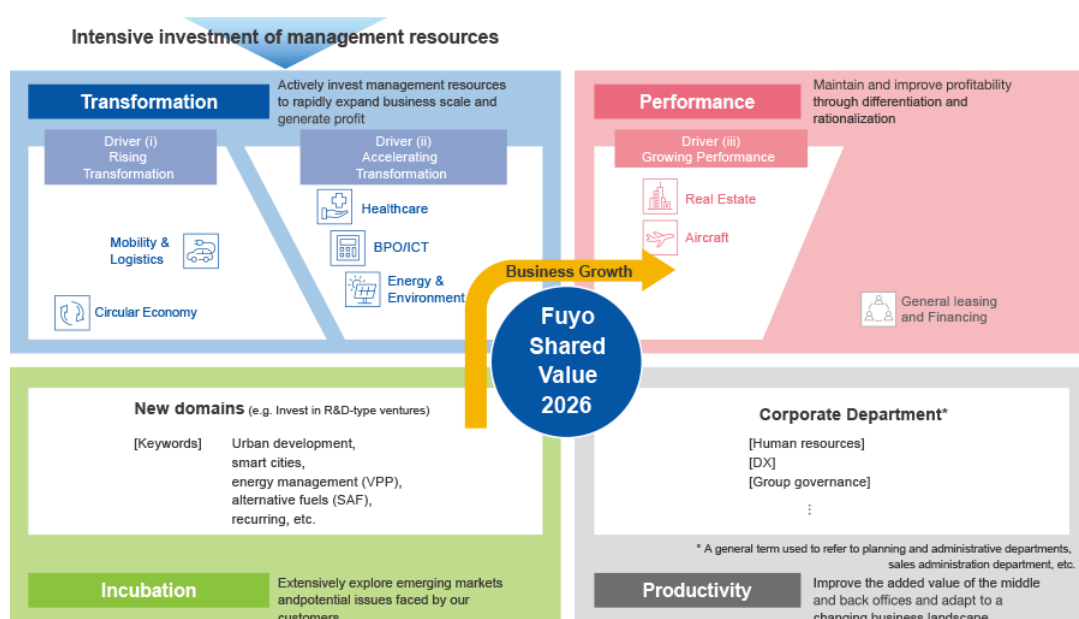 Intensive investment of management resources
Transformation
Actively invest management resources
to rapidly expand business scale and
generate profit
Driver (i)
Rising
Transformation
Driver (ii)
Accelerating
Transformation
Healthcare
BPO/ICT
Energy &
Environment
Mobility &
Logistics
Circular Economy
Performance
Maintain and improve profitability
through differentiation and
rationalization
Driver (iii)
Growing Performance
Real Estate
Aircraft
General leasing
and Financing
Business Growth
Fuyo
Shared
Value
2026
New domains (e.g. Invest in R&D-type ventures)
[Keywords] Urban development,
smart cities,
energy management (VPP),
alternative fuels (SAF),
recurring, etc.
Incubation
Extensively explore emerging markets
andpotential issues faced by our
customers
Corporate Department*
[Human resources]
[DX]
[Group governance]
⋮
* A general term used to refer to planning and administrative departments,
sales administration department, etc.
Productivity
Improve the added value of the middle
and back offices and adapt to a
changing business landscape